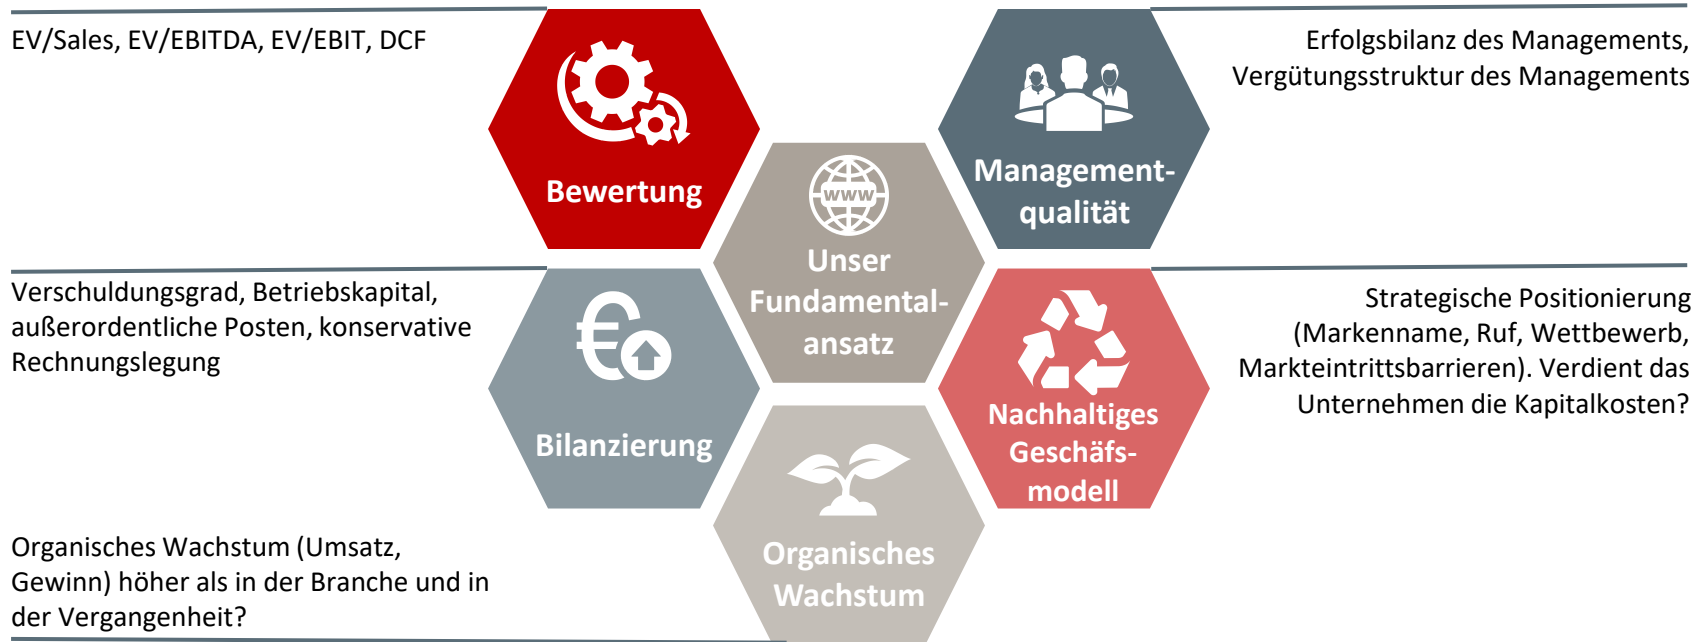 EV/Sales, EV/EBITDA, EV/EBIT, DCF
Bewertung
Erfolgsbilanz des Managements,
Vergütungsstruktur des Managements
Management-
qualität
www
Unser
Fundamental-
ansatz
Verschuldungsgrad, Betriebskapital,
außerordentliche Posten, konservative
Rechnungslegung
€
Bilanzierung
Strategische Positionierung
(Markenname, Ruf, Wettbewerb,
Markteintrittsbarrieren). Verdient das
Unternehmen die Kapitalkosten?
Nachhaltiges
Geschäfs-
modell
Organisches Wachstum (Umsatz,
Gewinn) höher als in der Branche und in
der Vergangenheit?
Organisches
Wachstum